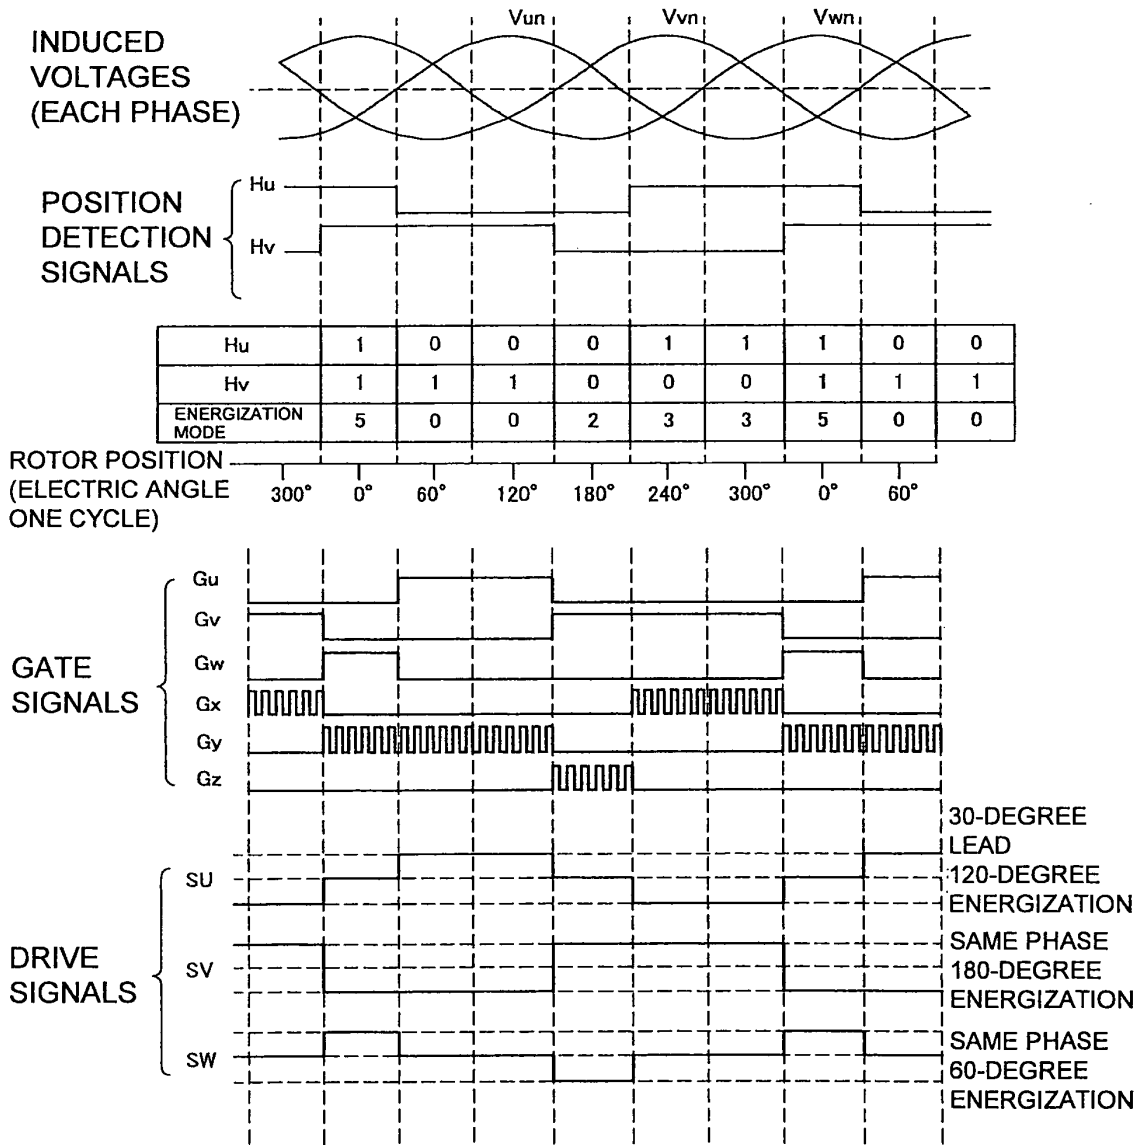 Vun Vvn Vwn
INDUCED
VOLTAGES
(EACH PHASE)
POSITION
DETECTION
SIGNALS
Hu
Hv
Hu 1 0 0 0 1 1 1 0 0
Hv 1 1 1 0 0 0 1 1 1
ENERGIZATION
MODE 5 0 0 2 3 3 5 0 0
ROTOR POSITION
(ELECTRIC ANGLE
ONE CYCLE)
300° 0° 60° 120° 180° 240° 300° 0° 60°
GATE
SIGNALS
Gu
Gv
Gw
Gx
Gy
Gz
DRIVE
SIGNALS
SU
30-DEGREE
LEAD
120-DEGREE
ENERGIZATION
SV
SAME PHASE
180-DEGREE
ENERGIZATION
SW
SAME PHASE
60-DEGREE
ENERGIZATION